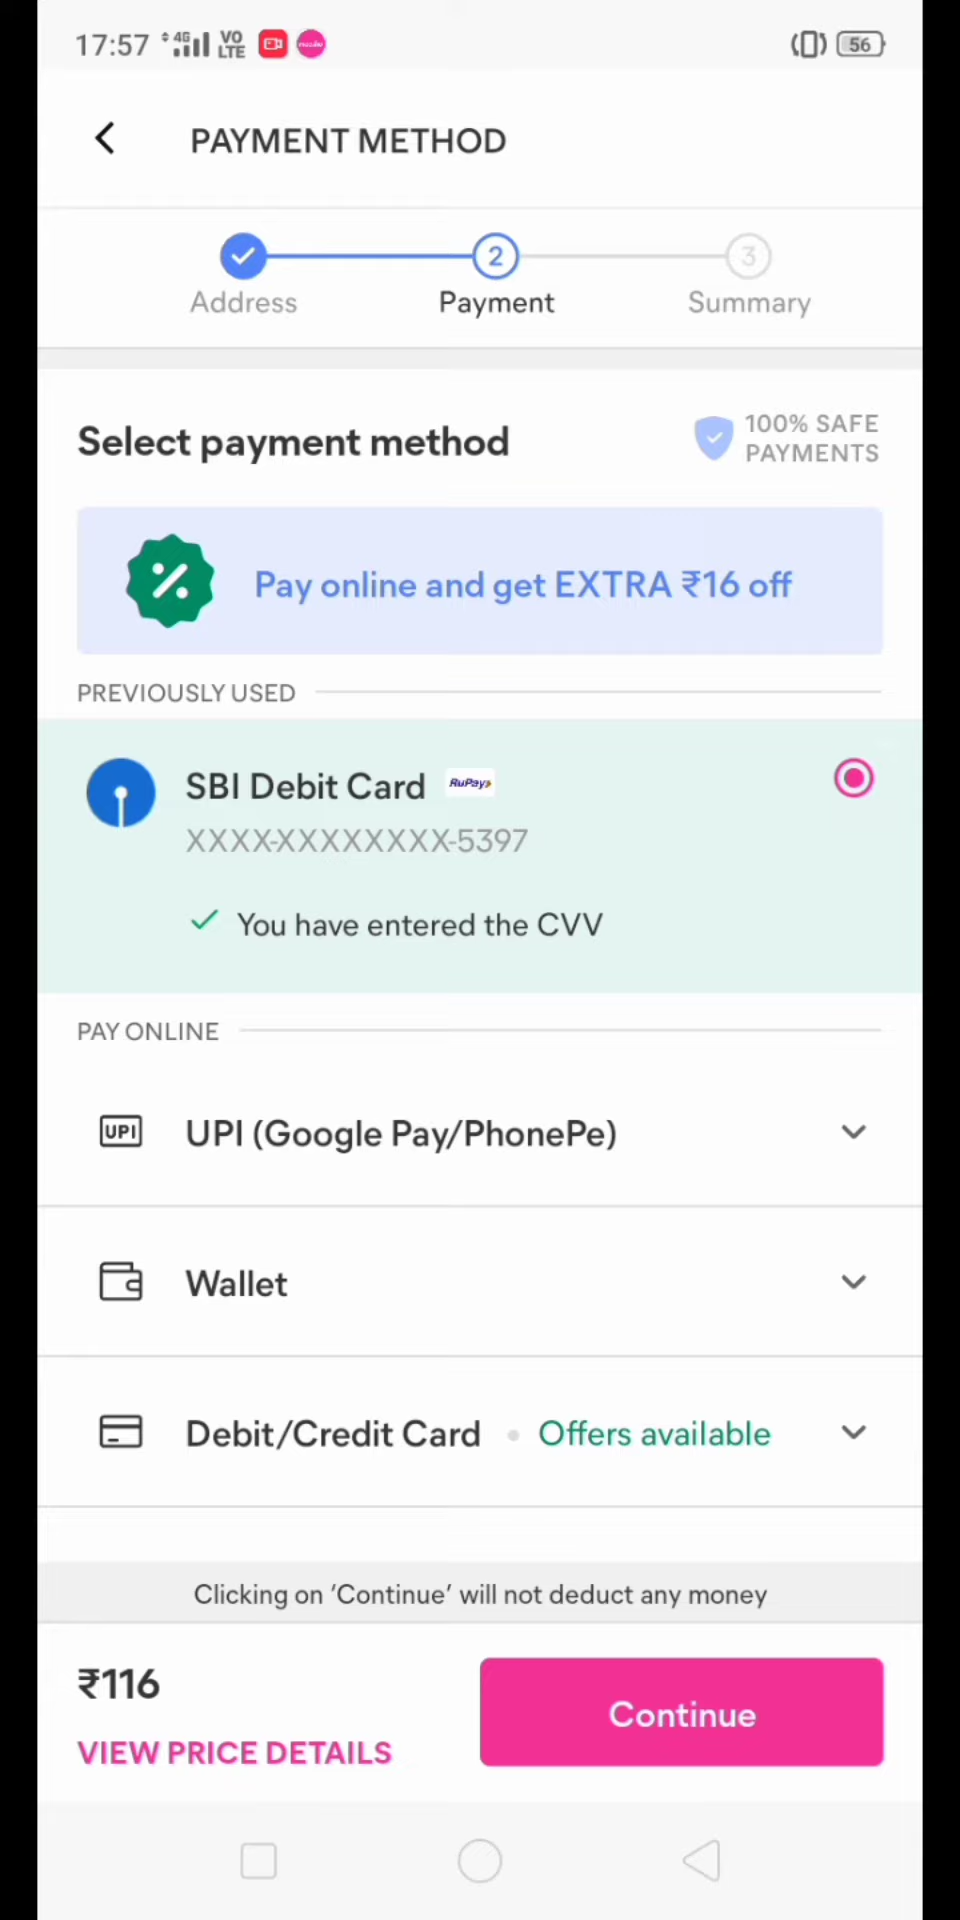 17:57 4G VO LTE 56
PAYMENT METHOD
2 3
Address Payment Summary
Select payment method
100% SAFE
PAYMENTS
Pay online and get EXTRA ₹16 off
PREVIOUSLY USED
SBI Debit Card RuPay
XXXX-XXXXXXXX-5397
You have entered the CVV
PAY ONLINE
UPI UPI (Google Pay/PhonePe)
Wallet
Debit/Credit Card • Offers available
Clicking on ‘Continue’ will not deduct any money
₹116
VIEW PRICE DETAILS
Continue